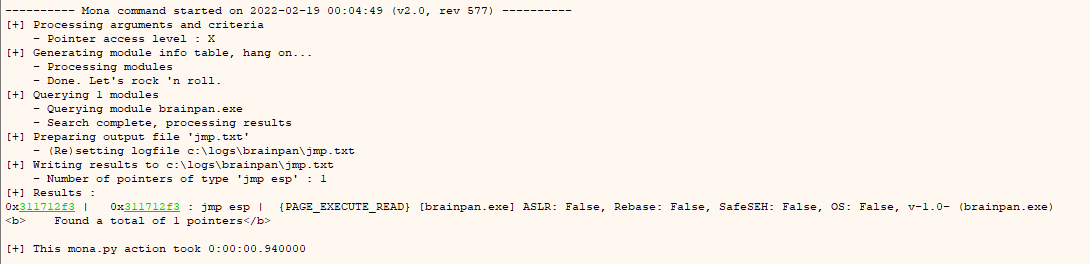 ---------- Mona command started on 2022-02-19 00:04:49 (v2.0, rev 577) ----------
[+] Processing arguments and criteria
    - Pointer access level : X
[+] Generating module info table, hang on...
    - Processing modules
    - Done. Let's rock 'n roll.
[+] Querying 1 modules
    - Querying module brainpan.exe
    - Search complete, processing results
[+] Preparing output file 'jmp.txt'
    - (Re)setting logfile c:\logs\brainpan\jmp.txt
[+] Writing results to c:\logs\brainpan\jmp.txt
    - Number of pointers of type 'jmp esp' : 1
[+] Results :
0x311712f3 |   0x311712f3 : jmp esp |  {PAGE_EXECUTE_READ} [brainpan.exe] ASLR: False, Rebase: False, SafeSEH: False, OS: False, v-1.0- (brainpan.exe)
<b>    Found a total of 1 pointers</b>
[+] This mona.py action took 0:00:00.940000